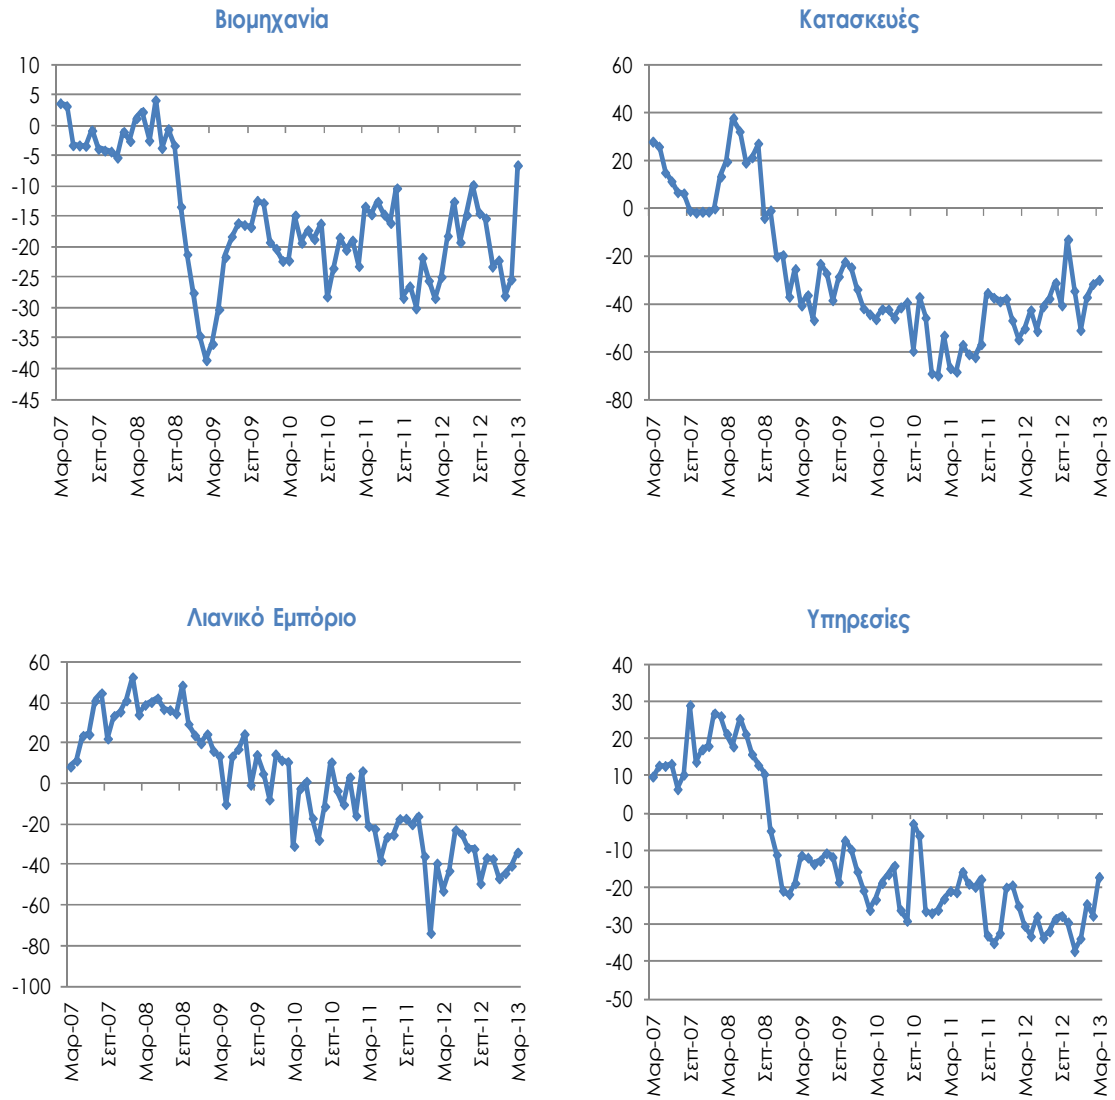 Βιομηχανία
10
5
0
-5
-10
-15
-20
-25
-30
-35
-40
-45
Μαρ-07
Σεπ-07
Μαρ-08
Σεπ-08
Μαρ-09
Σεπ-09
Μαρ-10
Σεπ-10
Μαρ-11
Σεπ-11
Μαρ-12
Σεπ-12
Μαρ-13
Κατασκευές
60
40
20
0
-20
-40
-60
-80
Μαρ-07
Σεπ-07
Μαρ-08
Σεπ-08
Μαρ-09
Σεπ-09
Μαρ-10
Σεπ-10
Μαρ-11
Σεπ-11
Μαρ-12
Σεπ-12
Μαρ-13
Λιανικό Εμπόριο
60
40
20
0
-20
-40
-60
-80
-100
Μαρ-07
Σεπ-07
Μαρ-08
Σεπ-08
Μαρ-09
Σεπ-09
Μαρ-10
Σεπ-10
Μαρ-11
Σεπ-11
Μαρ-12
Σεπ-12
Μαρ-13
Υπηρεσίες
40
30
20
10
0
-10
-20
-30
-40
-50
Μαρ-07
Σεπ-07
Μαρ-08
Σεπ-08
Μαρ-09
Σεπ-09
Μαρ-10
Σεπ-10
Μαρ-11
Σεπ-11
Μαρ-12
Σεπ-12
Μαρ-13